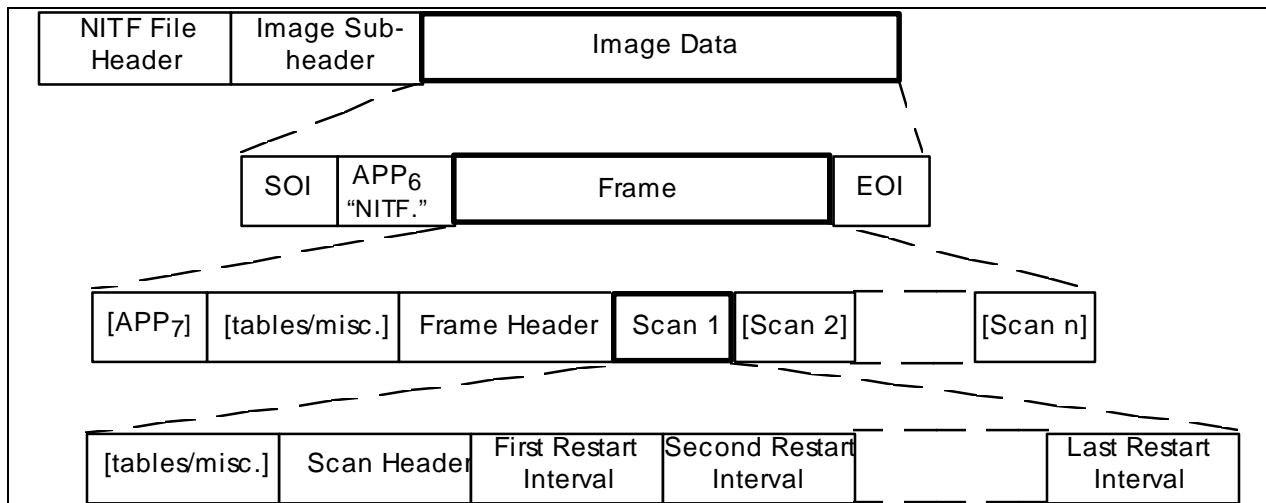 NITF File Header
Image Sub-header
Image Data
SOI
APP6 “NITF.”
Frame
EOI
[APP7]
[tables/misc.]
Frame Header
Scan 1
[Scan 2]
[Scan n]
[tables/misc.]
Scan Header
First Restart Interval
Second Restart Interval
Last Restart Interval